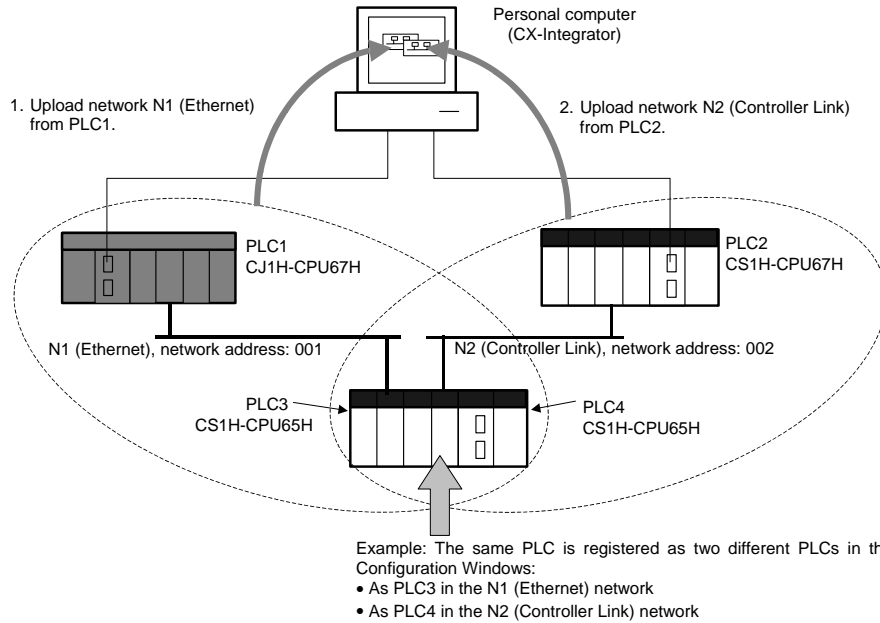 Personal computer
(CX-Integrator)
1. Upload network N1 (Ethernet)
from PLC1.
2. Upload network N2 (Controller Link)
from PLC2.
PLC1
CJ1H-CPU67H
PLC2
CS1H-CPU67H
N1 (Ethernet), network address: 001
N2 (Controller Link), network address: 002
PLC3
CS1H-CPU65H
PLC4
CS1H-CPU65H
Example: The same PLC is registered as two different PLCs in th
Configuration Windows:
• As PLC3 in the N1 (Ethernet) network
• As PLC4 in the N2 (Controller Link) network